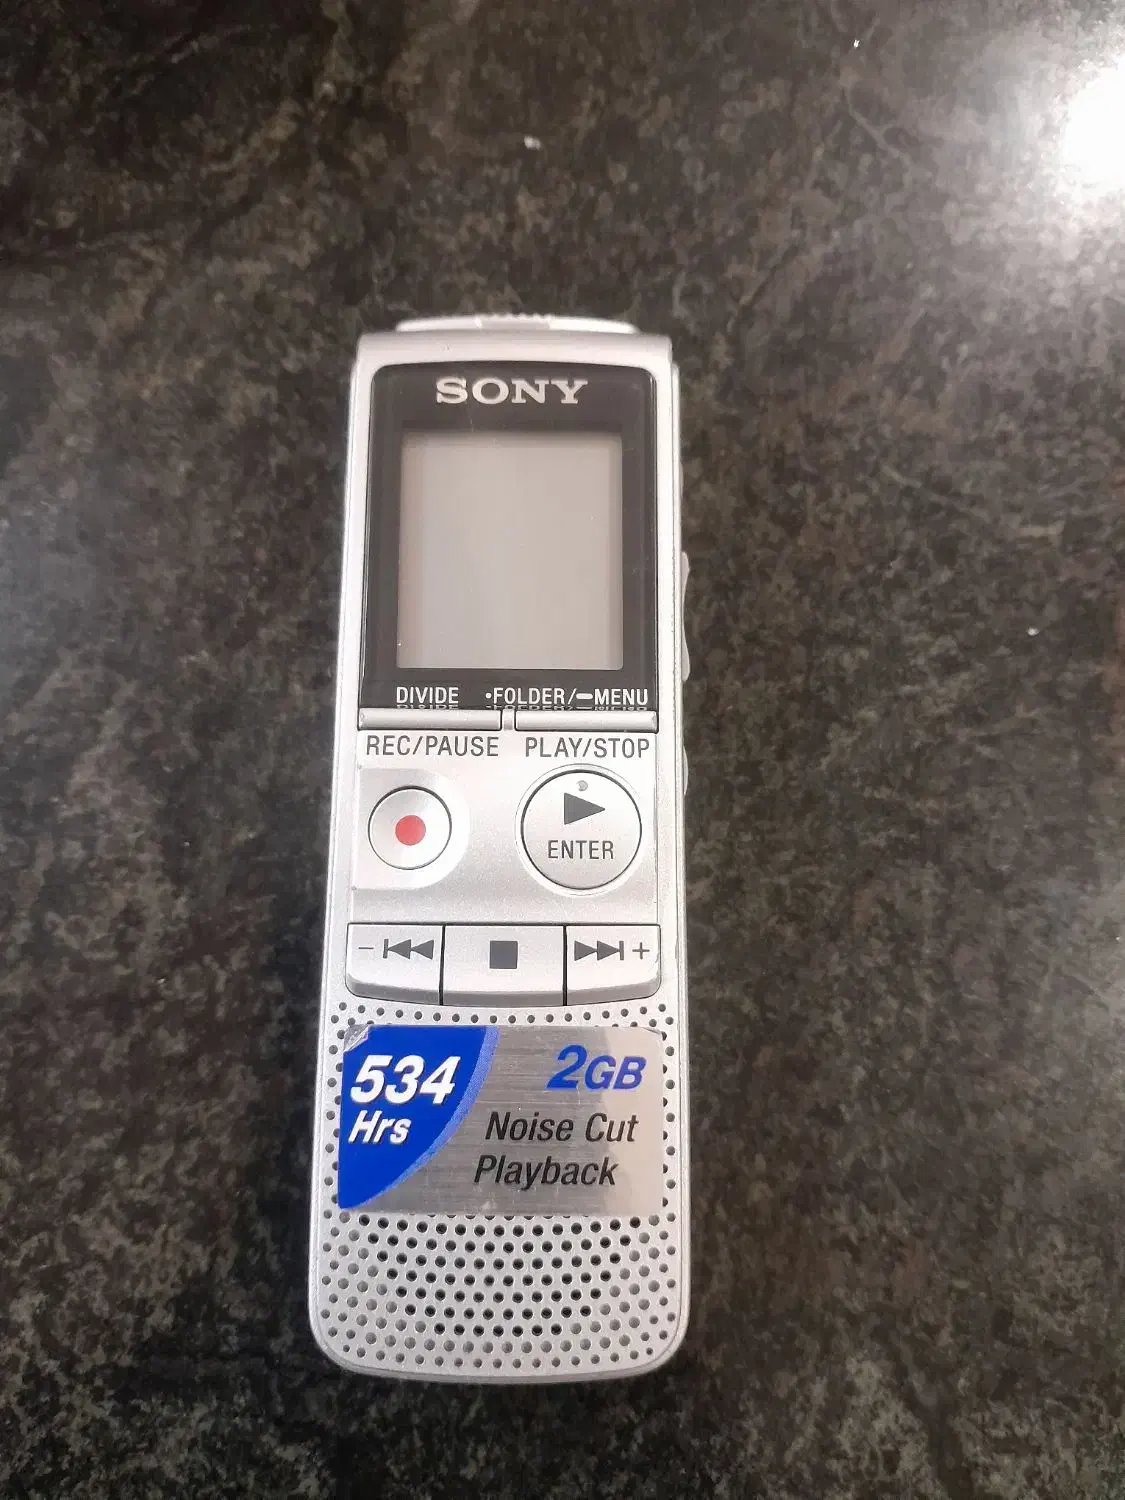 SONY
DIVIDE •FOLDER/━MENU
REC/PAUSE PLAY/STOP
ENTER
− +
534
Hrs
2GB
Noise Cut
Playback